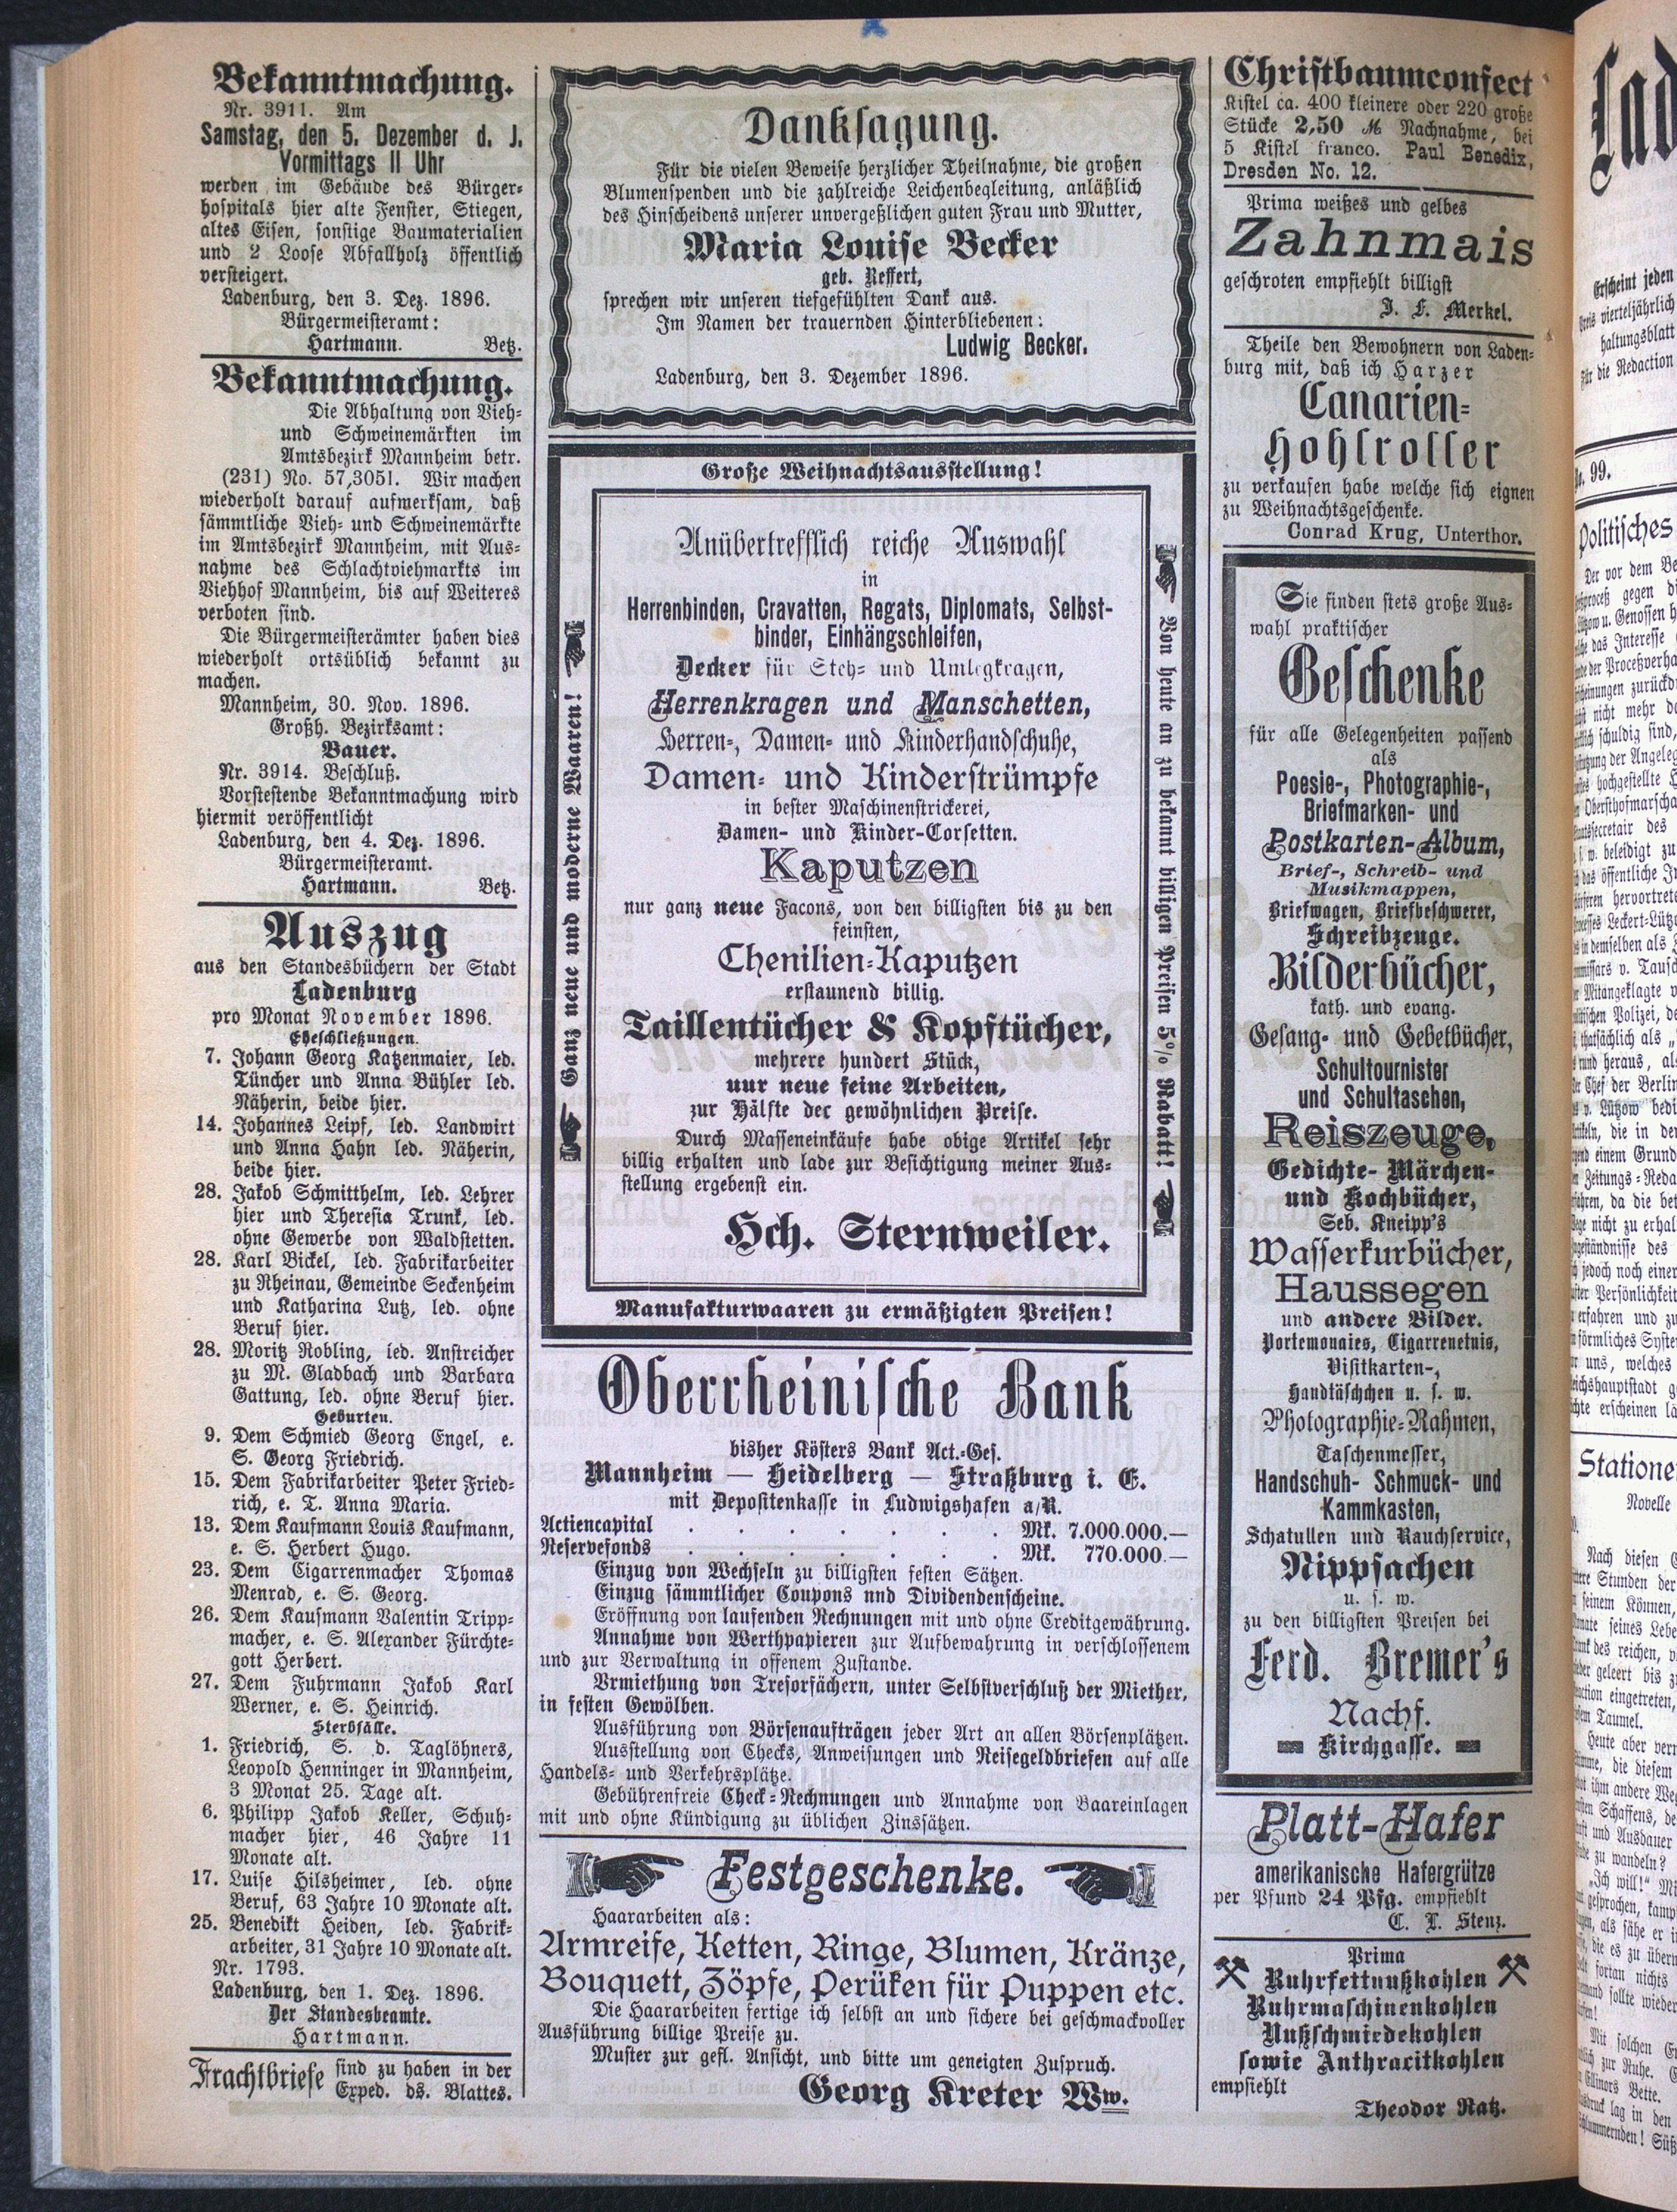 Bekanntmachung.
Nr. 3911. Am
Samstag, den 5. Dezember d. J.
Vormittags 11 Uhr
werden im Gebäude des Bürger-
hospitals hier alte Fenster, Stiegen,
altes Eisen, sonstige Baumaterialien
und 2 Loose Abfallholz öffentlich
versteigert.
Ladenburg, den 3. Dez. 1896.
Bürgermeisteramt:
Hartmann. Betz.
Bekanntmachung.
Die Abhaltung von Vieh-
und Schweinemärkten im
Amtsbezirk Mannheim betr.
(231) No. 57,305I. Wir machen
wiederholt darauf aufmerksam, daß
sämmtliche Vieh- und Schweinemärkte
im Amtsbezirk Mannheim, mit Aus-
nahme des Schlachtviehmarkts im
Viehhof Mannheim, bis auf Weiteres
verboten sind.
Die Bürgermeisterämter haben dies
wiederholt ortsüblich bekannt zu
machen.
Mannheim, 30. Nov. 1896.
Großh. Bezirksamt:
Bauer.
Nr. 3914. Beschluß.
Vorstestende Bekanntmachung wird
hiermit veröffentlicht
Ladenburg, den 4. Dez. 1896.
Bürgermeisteramt.
Hartmann. Betz.
Auszug
aus den Standesbüchern der Stadt
Ladenburg
pro Monat November 1896.
Eheschließungen.
7. Johann Georg Katzenmaier, led.
Tüncher und Anna Bühler led.
Näherin, beide hier.
14. Johannes Leipf, led. Landwirt
und Anna Hahn led. Näherin,
beide hier.
28. Jakob Schmitthelm, led. Lehrer
hier und Theresia Trunk, led.
ohne Gewerbe von Waldstetten.
28. Karl Bickel, led. Fabrikarbeiter
zu Rheinau, Gemeinde Seckenheim
und Katharina Lutz, led. ohne
Beruf hier.
28. Moritz Robling, led. Anstreicher
zu M. Gladbach und Barbara
Gattung, led. ohne Beruf hier.
Geburten.
9. Dem Schmied Georg Engel, e.
S. Georg Friedrich.
15. Dem Fabrikarbeiter Peter Fried-
rich, e. T. Anna Maria.
13. Dem Kaufmann Louis Kaufmann,
e. S. Herbert Hugo.
23. Dem Cigarrenmacher Thomas
Menrad, e. S. Georg.
26. Dem Kaufmann Valentin Tripp-
macher, e. S. Alexander Fürchte-
gott Herbert.
27. Dem Fuhrmann Jakob Karl
Werner, e. S. Heinrich.
Sterbfälle.
1. Friedrich, S. d. Taglöhners,
Leopold Henninger in Mannheim,
3 Monat 25. Tage alt.
6. Philipp Jakob Keller, Schuh-
macher hier, 46 Jahre 11
Monate alt.
17. Luise Hilsheimer, led. ohne
Beruf, 63 Jahre 10 Monate alt.
25. Benedikt Heiden, led. Fabrik-
arbeiter, 31 Jahre 10 Monate alt.
Nr. 1793.
Ladenburg, den 1. Dez. 1896.
Der Standesbeamte.
Hartmann.
Frachtbriefe sind zu haben in der
Exped. ds. Blattes.
Danksagung.
Für die vielen Beweise herzlicher Theilnahme, die großen
Blumenspenden und die zahlreiche Leichenbegleitung, anläßlich
des Hinscheidens unserer unvergeßlichen guten Frau und Mutter,
Maria Louise Becker
geb. Reffert,
sprechen wir unseren tiefgefühlten Dank aus.
Im Namen der trauernden Hinterbliebenen:
Ludwig Becker.
Ladenburg, den 3. Dezember 1896.
Große Weihnachtsausstellung!
Ganz neue und moderne Waaren!
Anübertrefflich reiche Auswahl
in
Herrenbinden, Cravatten, Regats, Diplomats, Selbst-
binder, Einhängschleifen,
Decker für Steh- und Umlegkragen,
Herrenkragen und Manschetten,
Herren-, Damen- und Kinderhandschuhe,
Damen- und Kinderstrümpfe
in bester Maschinenstrickerei,
Damen- und Kinder-Corsetten.
Kaputzen
nur ganz neue Facons, von den billigsten bis zu den
feinsten,
Chenilien-Kaputzen
erstaunend billig.
Taillentücher & Kopftücher,
mehrere hundert Stück,
nur neue feine Arbeiten,
zur Hälfte der gewöhnlichen Preise.
Durch Masseneinkäufe habe obige Artikel sehr
billig erhalten und lade zur Besichtigung meiner Aus-
stellung ergebenst ein.
Hch. Sternweiler.
Von heute an zu bekannt billigen Preisen 5% Rabatt!
Manufakturwaaren zu ermäßigten Preisen!
Oberrheinische Bank
bisher Kösters Bank Act.-Ges.
Mannheim — Heidelberg — Straßburg i. E.
mit Depositenkasse in Ludwigshafen a/R.
Actiencapital . . . . . . . Mk. 7.000.000.—
Reservefonds . . . . . . . Mk. 770.000.—
Einzug von Wechseln zu billigsten festen Sätzen.
Einzug sämmtlicher Coupons und Dividendenscheine.
Eröffnung von laufenden Rechnungen mit und ohne Creditgewährung.
Annahme von Werthpapieren zur Aufbewahrung in verschlossenem
und zur Verwaltung in offenem Zustande.
Vrmiethung von Tresorfächern, unter Selbstverschluß der Miether,
in festen Gewölben.
Ausführung von Börsenaufträgen jeder Art an allen Börsenplätzen.
Ausstellung von Checks, Anweisungen und Reisegeldbriefen auf alle
Handels- und Verkehrsplätze.
Gebührenfreie Check-Rechnungen und Annahme von Baareinlagen
mit und ohne Kündigung zu üblichen Zinssätzen.
Festgeschenke.
Haararbeiten als:
Armreife, Ketten, Ringe, Blumen, Kränze,
Bouquett, Zöpfe, Perüken für Puppen etc.
Die Haararbeiten fertige ich selbst an und sichere bei geschmackvoller
Ausführung billige Preise zu.
Muster zur gefl. Ansicht, und bitte um geneigten Zuspruch.
Georg Kreter Ww.
Christbaumconfect
Kistel ca. 400 kleinere oder 220 große
Stücke 2,50 M Nachnahme, bei
5 Kistel franco. Paul Benedix,
Dresden No. 12.
Prima weißes und gelbes
Zahnmais
geschroten empfiehlt billigst
J. F. Merkel.
Theile den Bewohnern von Laden-
burg mit, daß ich Harzer
Canarien-
Hohlroller
zu verkaufen habe welche sich eignen
zu Weihnachtsgeschenke.
Conrad Krug, Unterthor.
Sie finden stets große Aus-
wahl praktischer
Geschenke
für alle Gelegenheiten passend
als
Poesie-, Photographie-,
Briefmarken- und
Postkarten-Album,
Brief-, Schreib- und
Musikmappen,
Briefwagen, Briefbeschwerer,
Schreibzeuge.
Bilderbücher,
kath. und evang.
Gesang- und Gebetbücher,
Schultournister
und Schultaschen,
Reiszeuge,
Gedichte- Märchen-
und Kochbücher,
Seb. Kneipp's
Wasserkurbücher,
Haussegen
und andere Bilder.
Portemonaies, Cigarrenetnis,
Visitkarten-,
Handtäschchen u. s. w.
Photographie-Rahmen,
Taschenmesser,
Handschuh- Schmuck- und
Kammkasten,
Schatullen und Rauchservice,
Nippsachen
u. s. w.
zu den billigsten Preisen bei
Ferd. Bremer's
Nachf.
Kirchgasse.
Platt-Hafer
amerikanische Hafergrütze
per Pfund 24 Pfg. empfiehlt
C. L. Stenz.
Prima
Ruhrfettnußkohlen
Ruhrmaschinenkohlen
Nußschmiedekohlen
sowie Anthracitkohlen
empfiehlt
Theodor Ratz.
Lad
Erscheint jeden
Preis vierteljährlich
haltungsblatt
Für die Redaction
No. 99.
Politisches
Der vor dem Be
Stationen
Novelle
Nach diesen